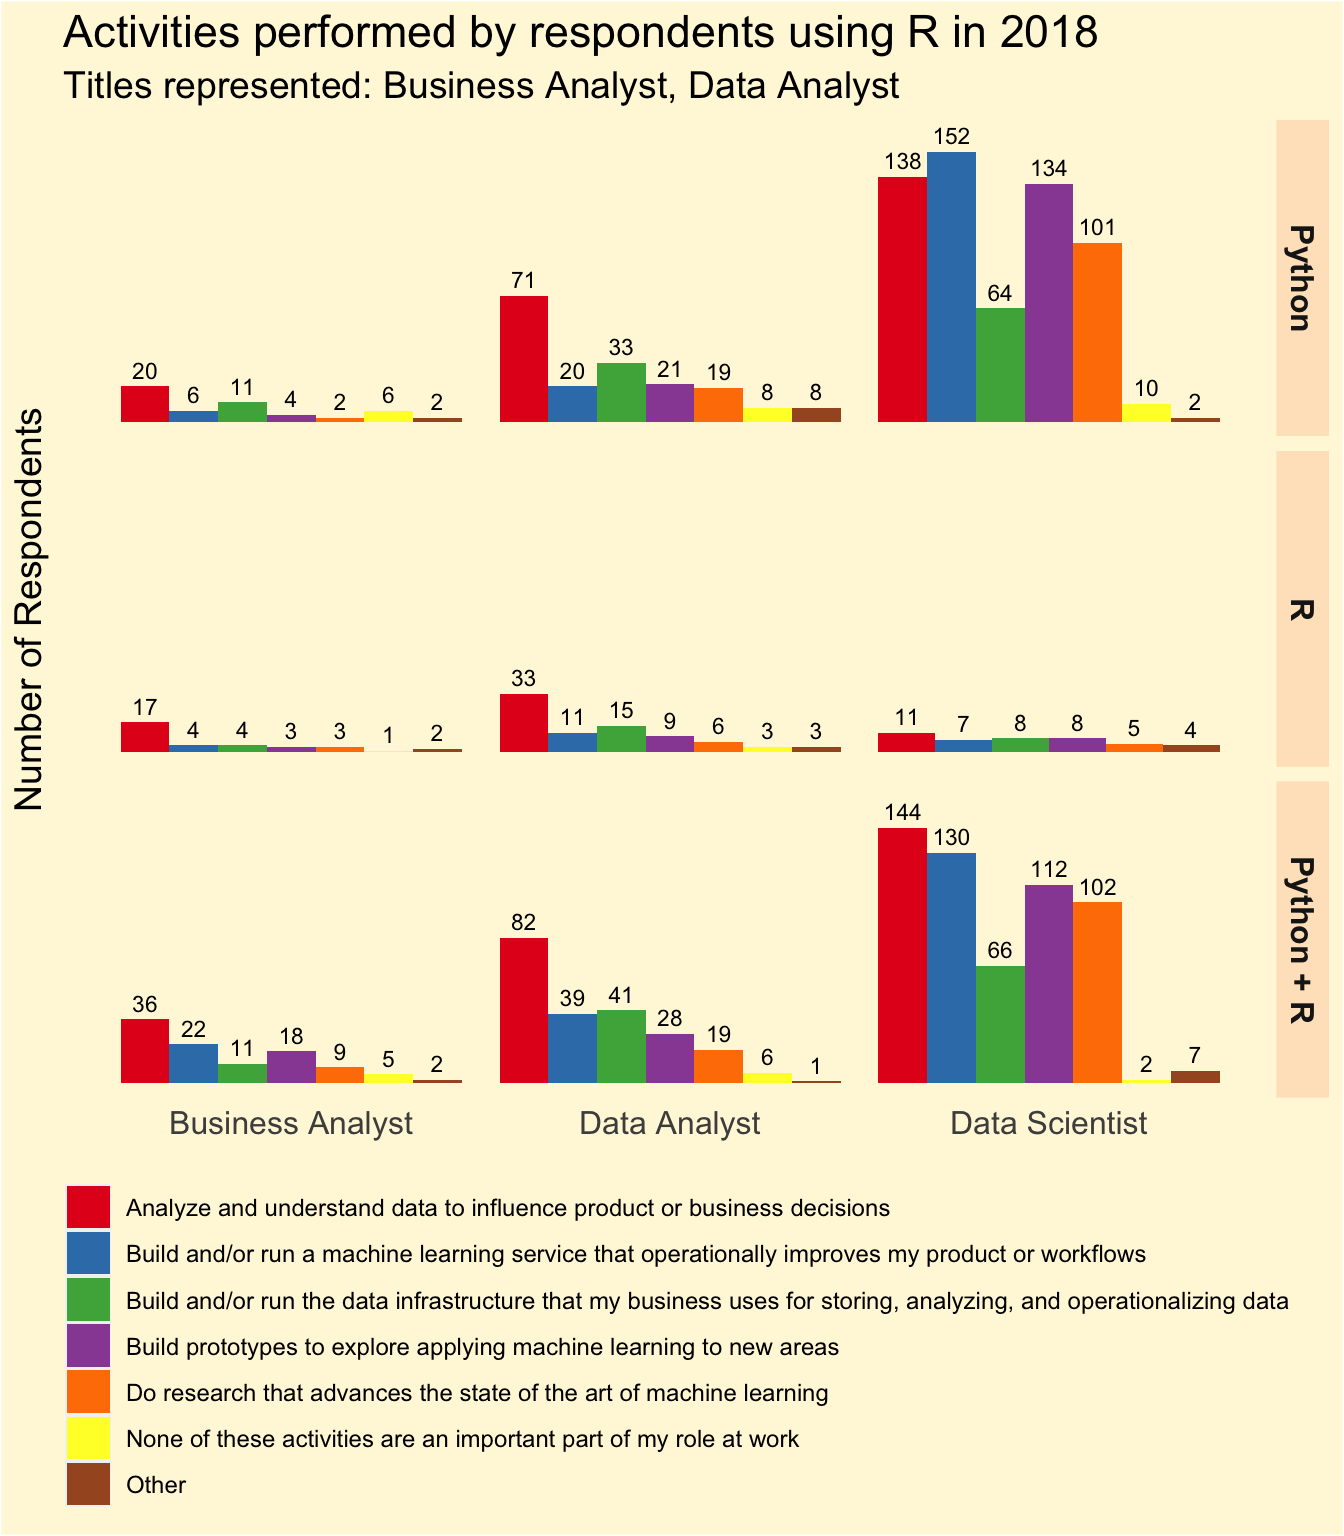 Activities performed by respondents using R in 2018
Titles represented: Business Analyst, Data Analyst
Number of Respondents
20 6 11 4 2 6 2
71 20 33 21 19 8 8
138 152 64 134 101 10 2
Python
17 4 4 3 3 1 2
33 11 15 9 6 3 3
11 7 8 8 5 4
R
36 22 11 18 9 5 2
82 39 41 28 19 6 1
144 130 66 112 102 2 7
Python + R
Business Analyst
Data Analyst
Data Scientist
Analyze and understand data to influence product or business decisions
Build and/or run a machine learning service that operationally improves my product or workflows
Build and/or run the data infrastructure that my business uses for storing, analyzing, and operationalizing data
Build prototypes to explore applying machine learning to new areas
Do research that advances the state of the art of machine learning
None of these activities are an important part of my role at work
Other